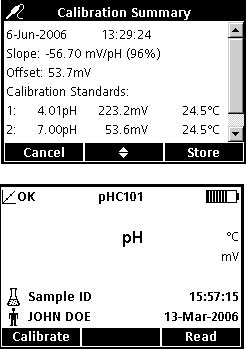 Calibration Summary
6-Jun-2006 13:29:24
Slope: -56.70 mV/pH (96%)
Offset: 53.7mV
Calibration Standards:
1: 4.01pH 223.2mV 24.5°C
2: 7.00pH 53.6mV 24.5°C
Cancel Store
OK pHC101
pH °C
mV
Sample ID 15:57:15
JOHN DOE 13-Mar-2006
Calibrate Read